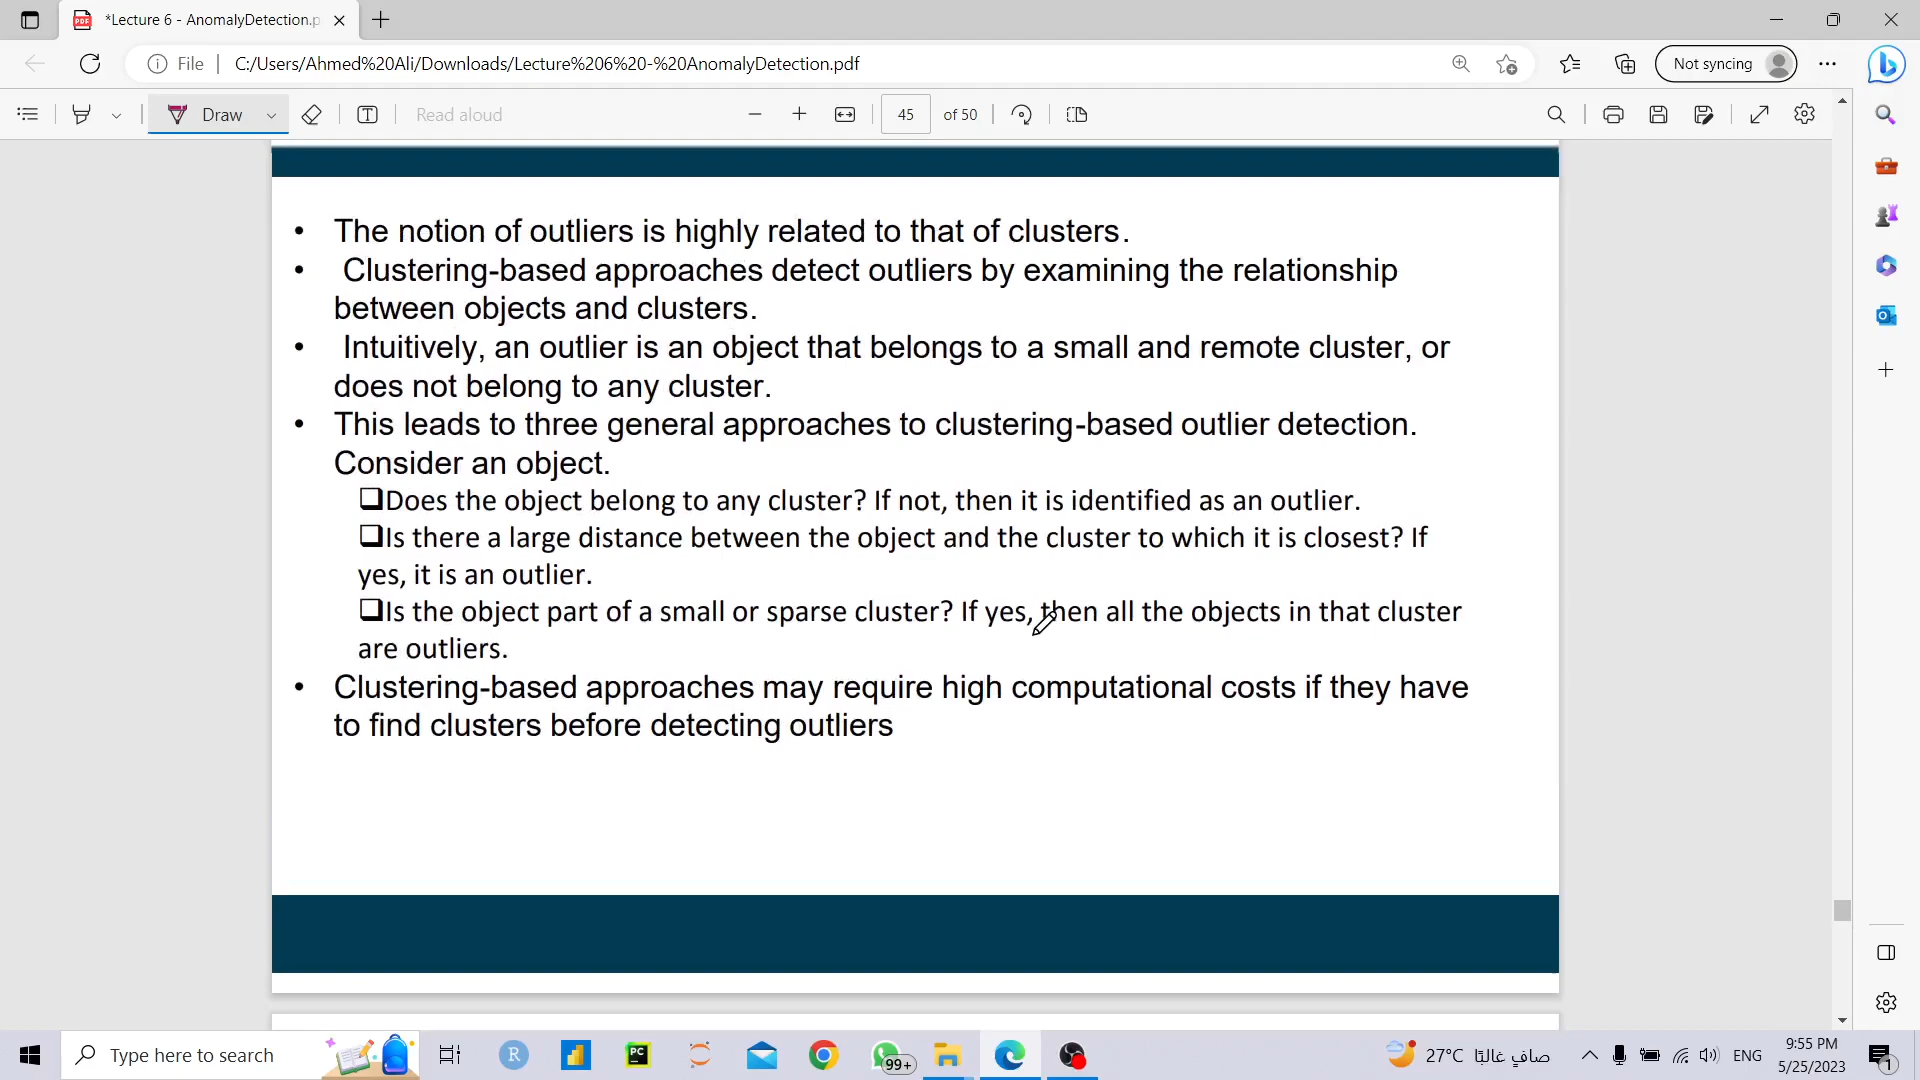 *Lecture 6 - AnomalyDetection.p
File
C:/Users/Ahmed%20Ali/Downloads/Lecture%206%20-%20AnomalyDetection.pdf
Not syncing
Draw
Read aloud
45
of 50
• The notion of outliers is highly related to that of clusters.
• Clustering-based approaches detect outliers by examining the relationship
between objects and clusters.
• Intuitively, an outlier is an object that belongs to a small and remote cluster, or
does not belong to any cluster.
• This leads to three general approaches to clustering-based outlier detection.
Consider an object.
❑Does the object belong to any cluster? If not, then it is identified as an outlier.
❑Is there a large distance between the object and the cluster to which it is closest? If
yes, it is an outlier.
❑Is the object part of a small or sparse cluster? If yes, then all the objects in that cluster
are outliers.
• Clustering-based approaches may require high computational costs if they have
to find clusters before detecting outliers
Type here to search
R
PC
99+
27°C صافٍ غالبًا
ENG
9:55 PM
5/25/2023
1